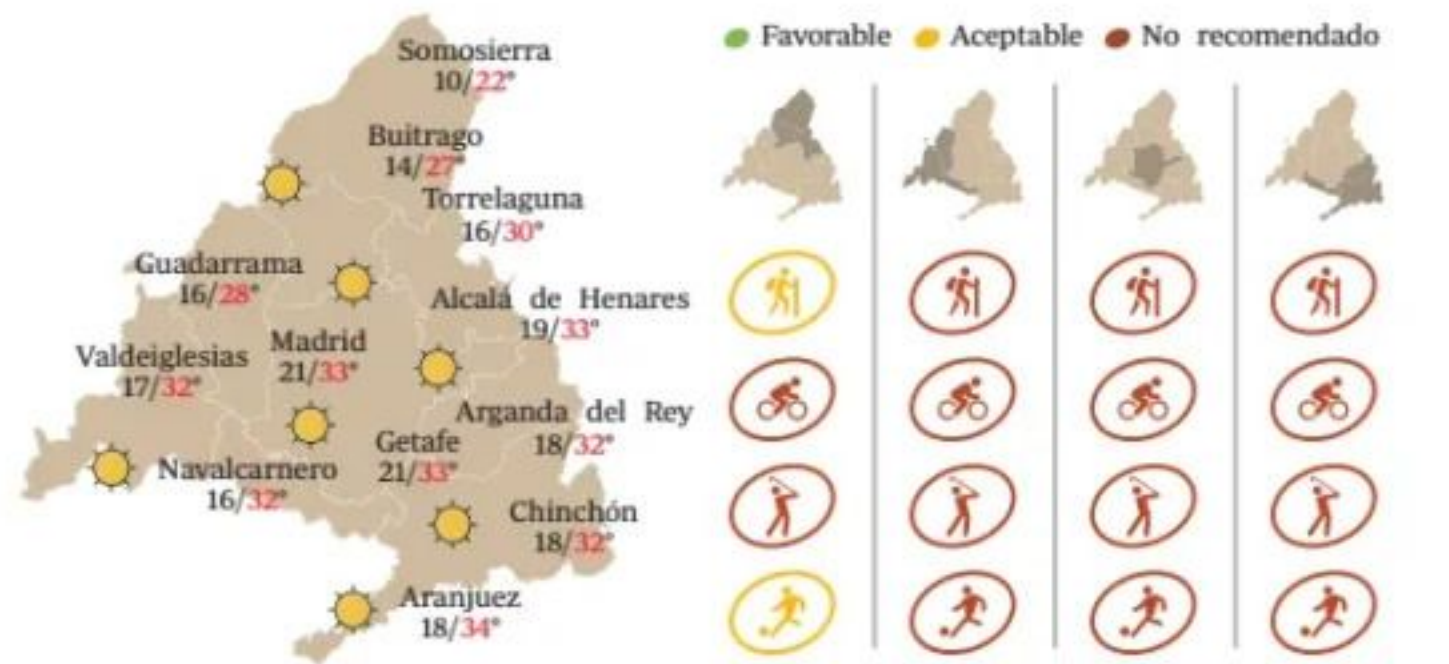 Somosierra
10/22°
Buitrago
14/27°
Torrelaguna
16/30°
Guadarrama
16/28°
Alcalá de Henares
19/33°
Madrid
21/33°
Valdeiglesias
17/32°
Arganda del Rey
18/32°
Getafe
21/33°
Navalcarnero
16/32°
Chinchón
18/32°
Aranjuez
18/34°
Favorable Aceptable No recomendado